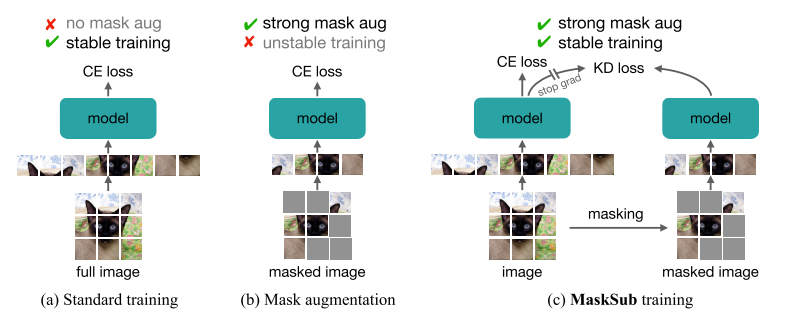 ✘ no mask aug
✔ stable training
CE loss
model
full image
(a) Standard training
✔ strong mask aug
✘ unstable training
CE loss
model
masked image
(b) Mask augmentation
✔ strong mask aug
✔ stable training
CE loss
stop grad
KD loss
model
model
masking
image
masked image
(c) MaskSub training